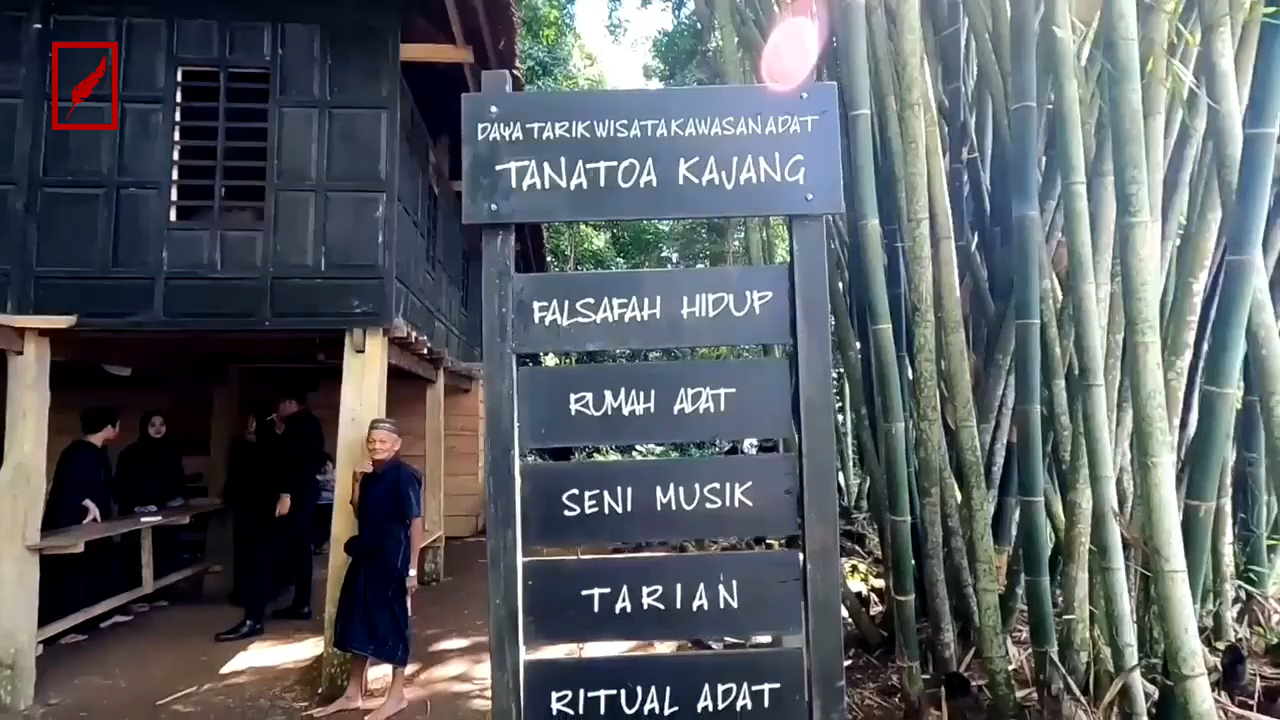 DAYA TARIK WISATA KAWASAN ADAT
TANATOA KAJANG
FALSAFAH HIDUP
RUMAH ADAT
SENI MUSIK
TARIAN
RITUAL ADAT